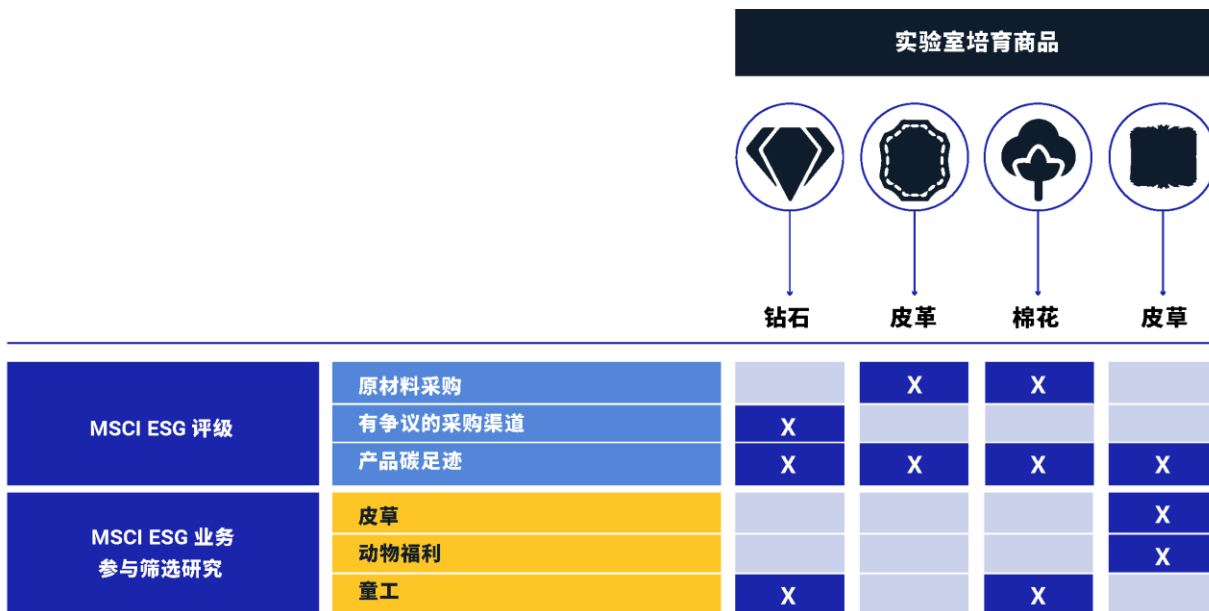 实验室培育商品
钻石 皮革 棉花 皮草
MSCI ESG 评级
原材料采购 X X
有争议的采购渠道 X
产品碳足迹 X X X X
MSCI ESG 业务
参与筛选研究
皮草 X
动物福利 X
童工 X X